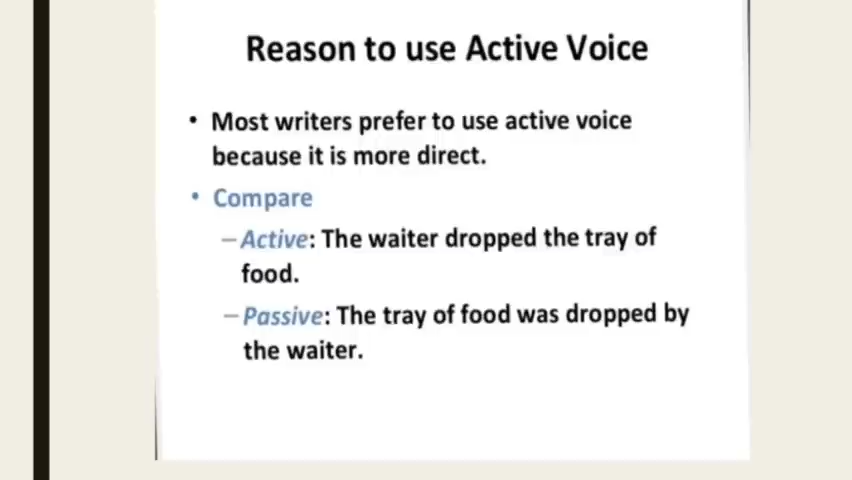 Reason to use Active Voice
• Most writers prefer to use active voice
because it is more direct.
• Compare
– Active: The waiter dropped the tray of
food.
– Passive: The tray of food was dropped by
the waiter.